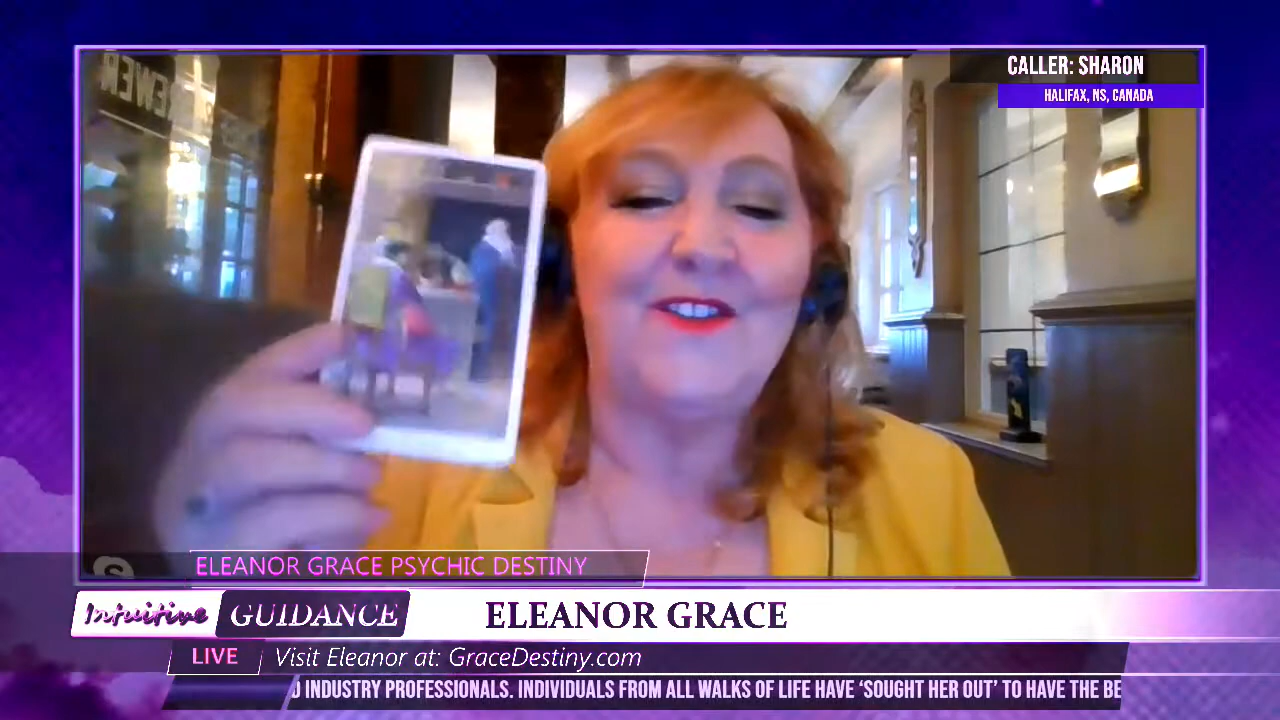 CALLER: SHARON
HALIFAX, NS, CANADA
ELEANOR GRACE PSYCHIC DESTINY
Intuitive GUIDANCE
ELEANOR GRACE
LIVE
Visit Eleanor at: GraceDestiny.com
INDUSTRY PROFESSIONALS. INDIVIDUALS FROM ALL WALKS OF LIFE HAVE ‘SOUGHT HER OUT’ TO HAVE THE BE